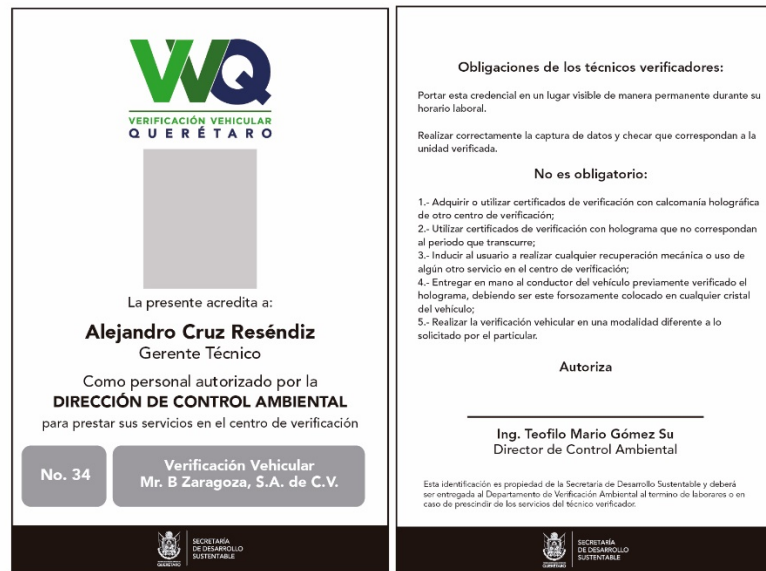 VVQ
VERIFICACIÓN VEHICULAR
QUERÉTARO
La presente acredita a:
Alejandro Cruz Reséndiz
Gerente Técnico
Como personal autorizado por la
DIRECCIÓN DE CONTROL AMBIENTAL
para prestar sus servicios en el centro de verificación
No. 34
Verificación Vehicular
Mr. B Zaragoza, S.A. de C.V.
QUERÉTARO
SECRETARÍA
DE DESARROLLO
SUSTENTABLE
Obligaciones de los técnicos verificadores:
Portar esta credencial en un lugar visible de manera permanente durante su
horario laboral.
Realizar correctamente la captura de datos y checar que correspondan a la
unidad verificada.
No es obligatorio:
1.- Adquirir o utilizar certificados de verificación con calcomanía holográfica
de otro centro de verificación;
2.- Utilizar certificados de verificación con holograma que no correspondan
al periodo que transcurre;
3.- Inducir al usuario a realizar cualquier recuperación mecánica o uso de
algún otro servicio en el centro de verificación;
4.- Entregar en mano al conductor del vehículo previamente verificado el
holograma, debiendo ser este forsozamente colocado en cualquier cristal
del vehículo;
5.- Realizar la verificación vehicular en una modalidad diferente a lo
solicitado por el particular.
Autoriza
Ing. Teofilo Mario Gómez Su
Director de Control Ambiental
Esta identificación es propiedad de la Secretaria de Desarrollo Sustentable y deberá
ser entregada al Departamento de Verificación Ambiental al termino de laborares o en
caso de prescindir de los servicios del técnico verificador.
QUERÉTARO
SECRETARÍA
DE DESARROLLO
SUSTENTABLE